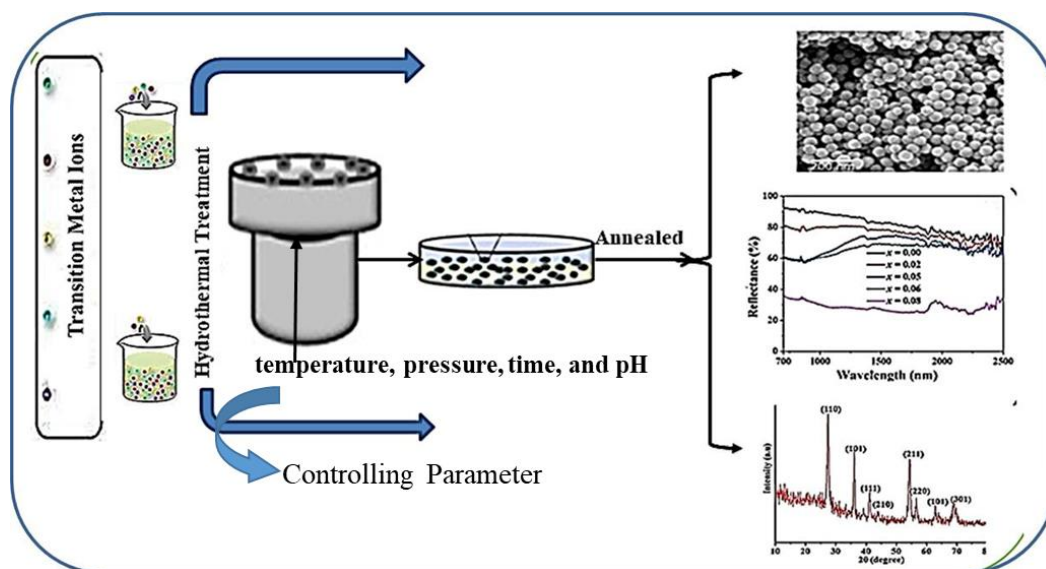 Transition Metal Ions
Hydrothermal Treatment
temperature, pressure, time, and pH
Controlling Parameter
Annealed
Reflectance (%)
100
80
60
40
20
0
x = 0.00
x = 0.02
x = 0.05
x = 0.06
x = 0.08
700 1000 1500 2000 2500
Wavelength (nm)
Intensity (a.u)
(110)
(101)
(111)
(210)
(211)
(220)
(101)
(301)
10 20 30 40 50 60 70 8
2θ (degree)